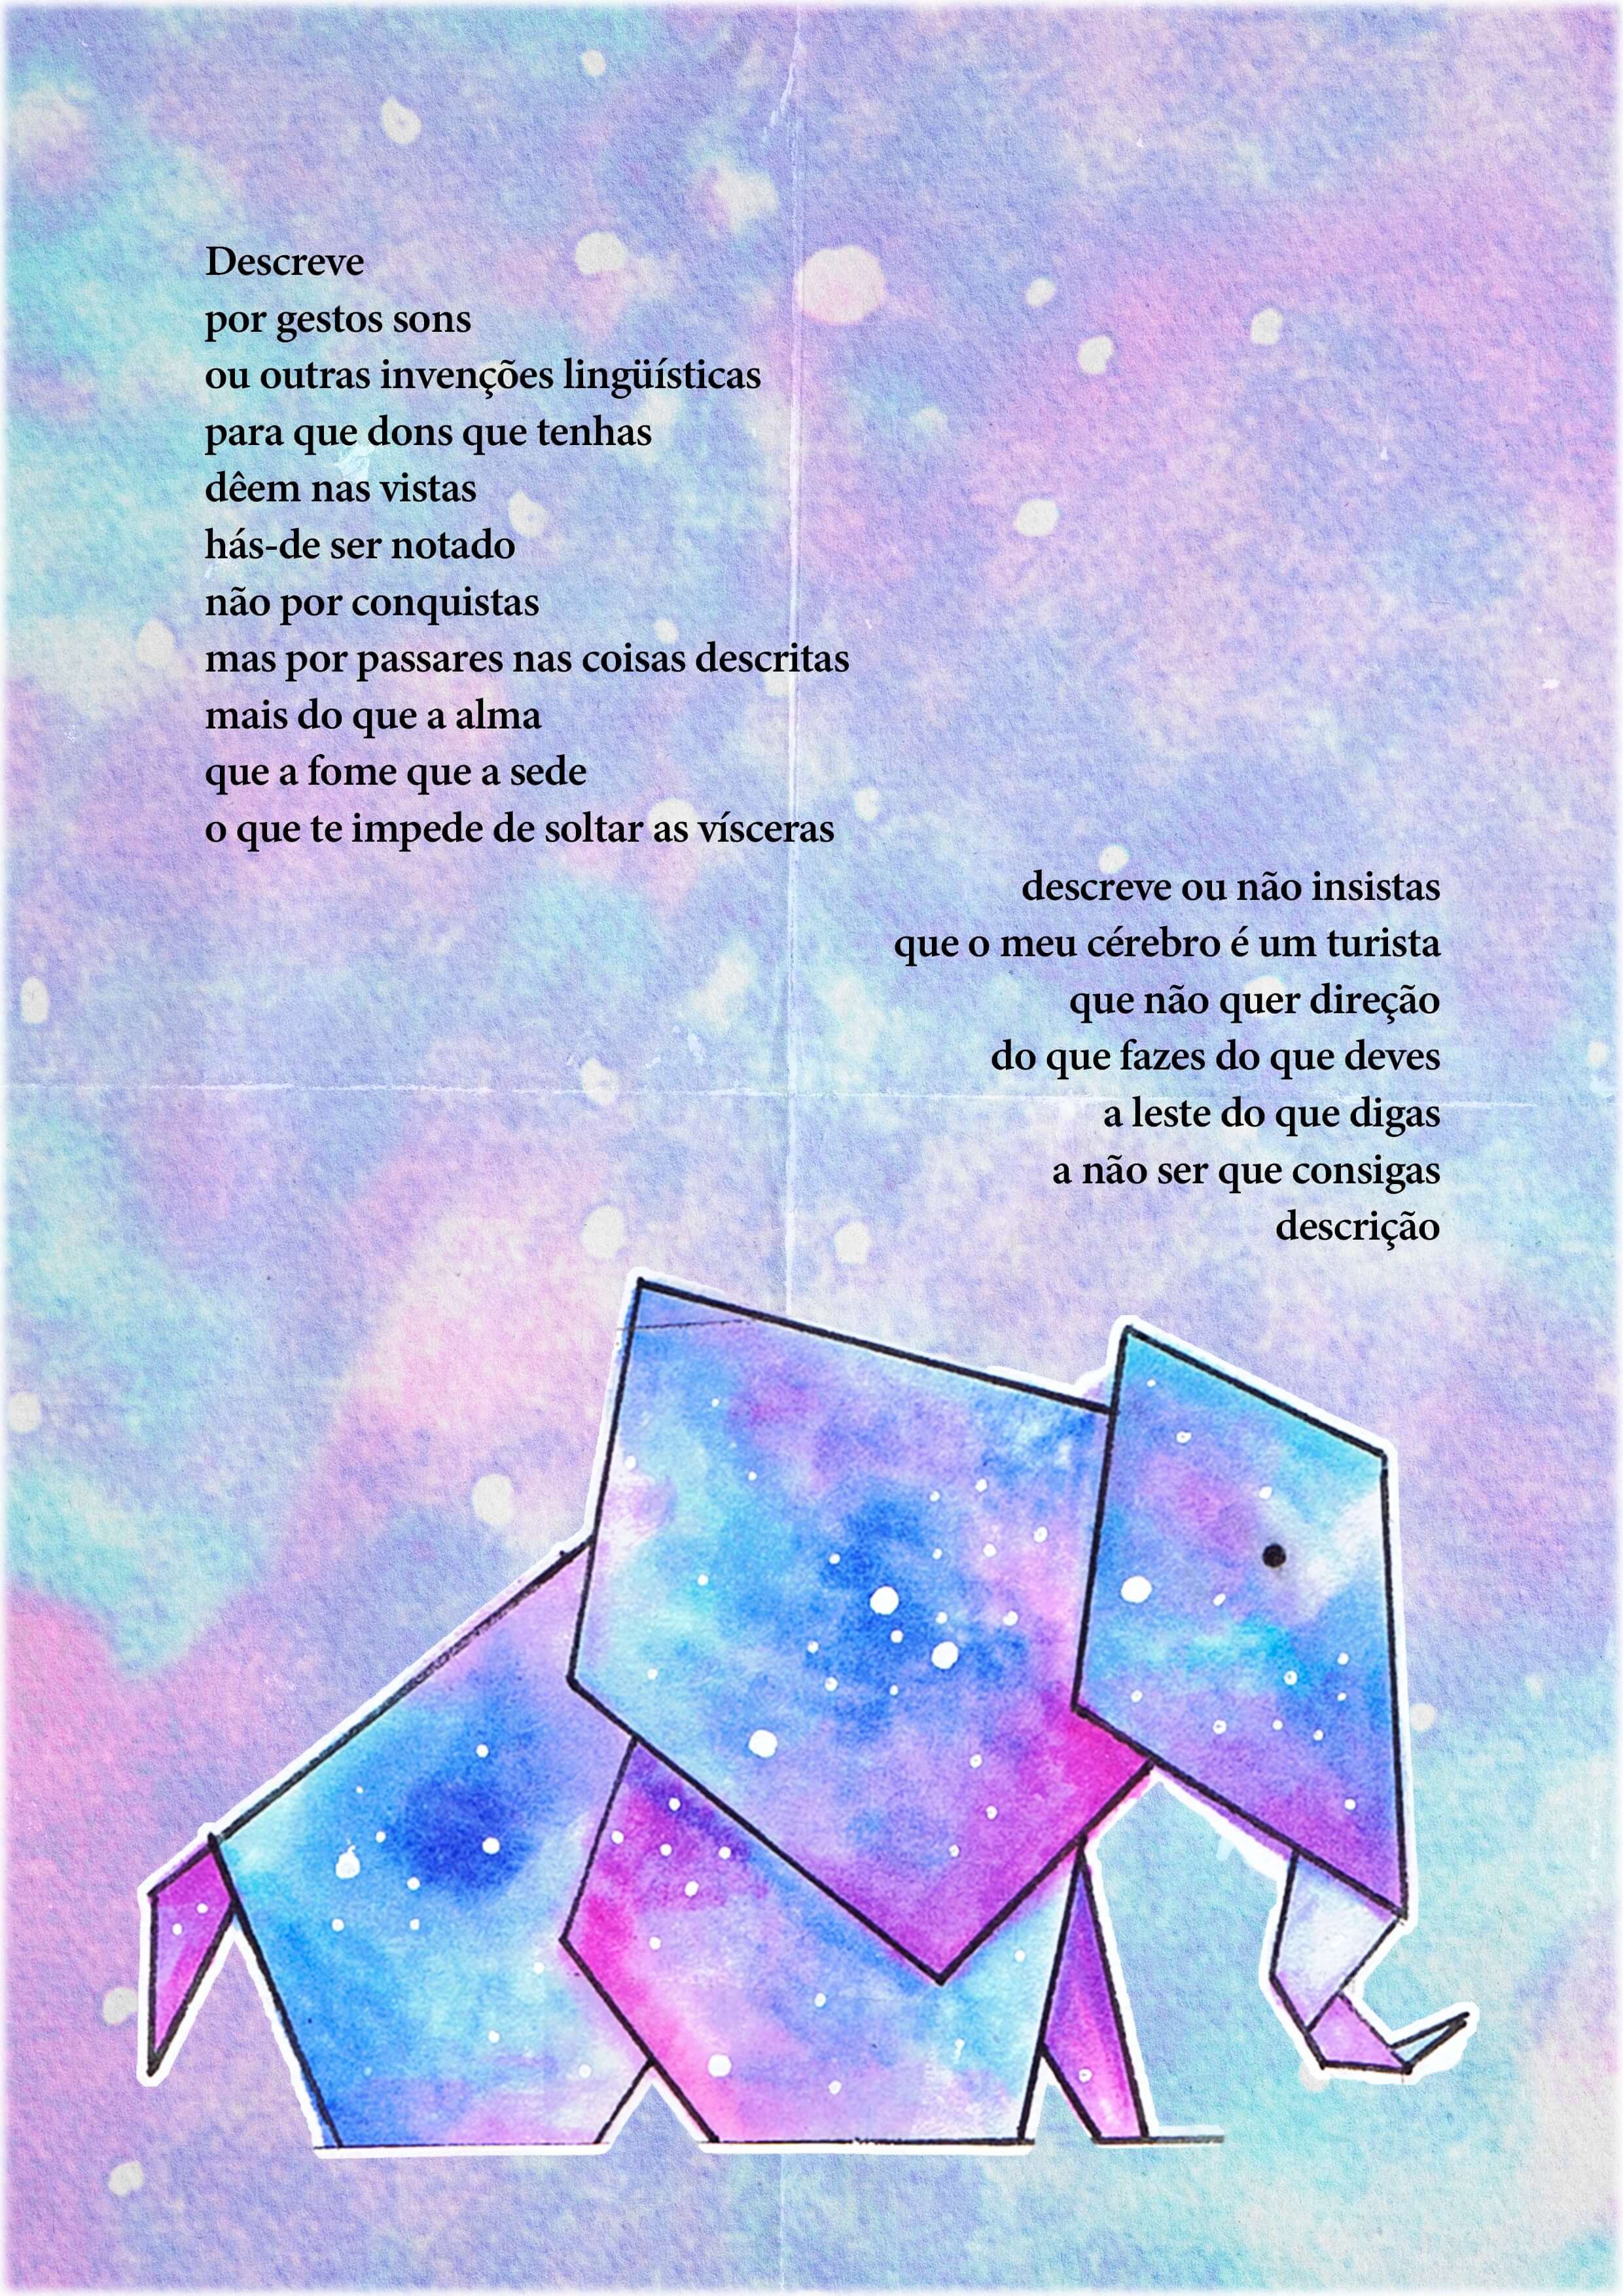 Descreve
por gestos sons
ou outras invenções lingüísticas
para que dons que tenhas
dêem nas vistas
hás-de ser notado
não por conquistas
mas por passares nas coisas descritas
mais do que a alma
que a fome que a sede
o que te impede de soltar as vísceras
descreve ou não insistas
que o meu cérebro é um turista
que não quer direção
do que fazes do que deves
a leste do que digas
a não ser que consigas
descrição